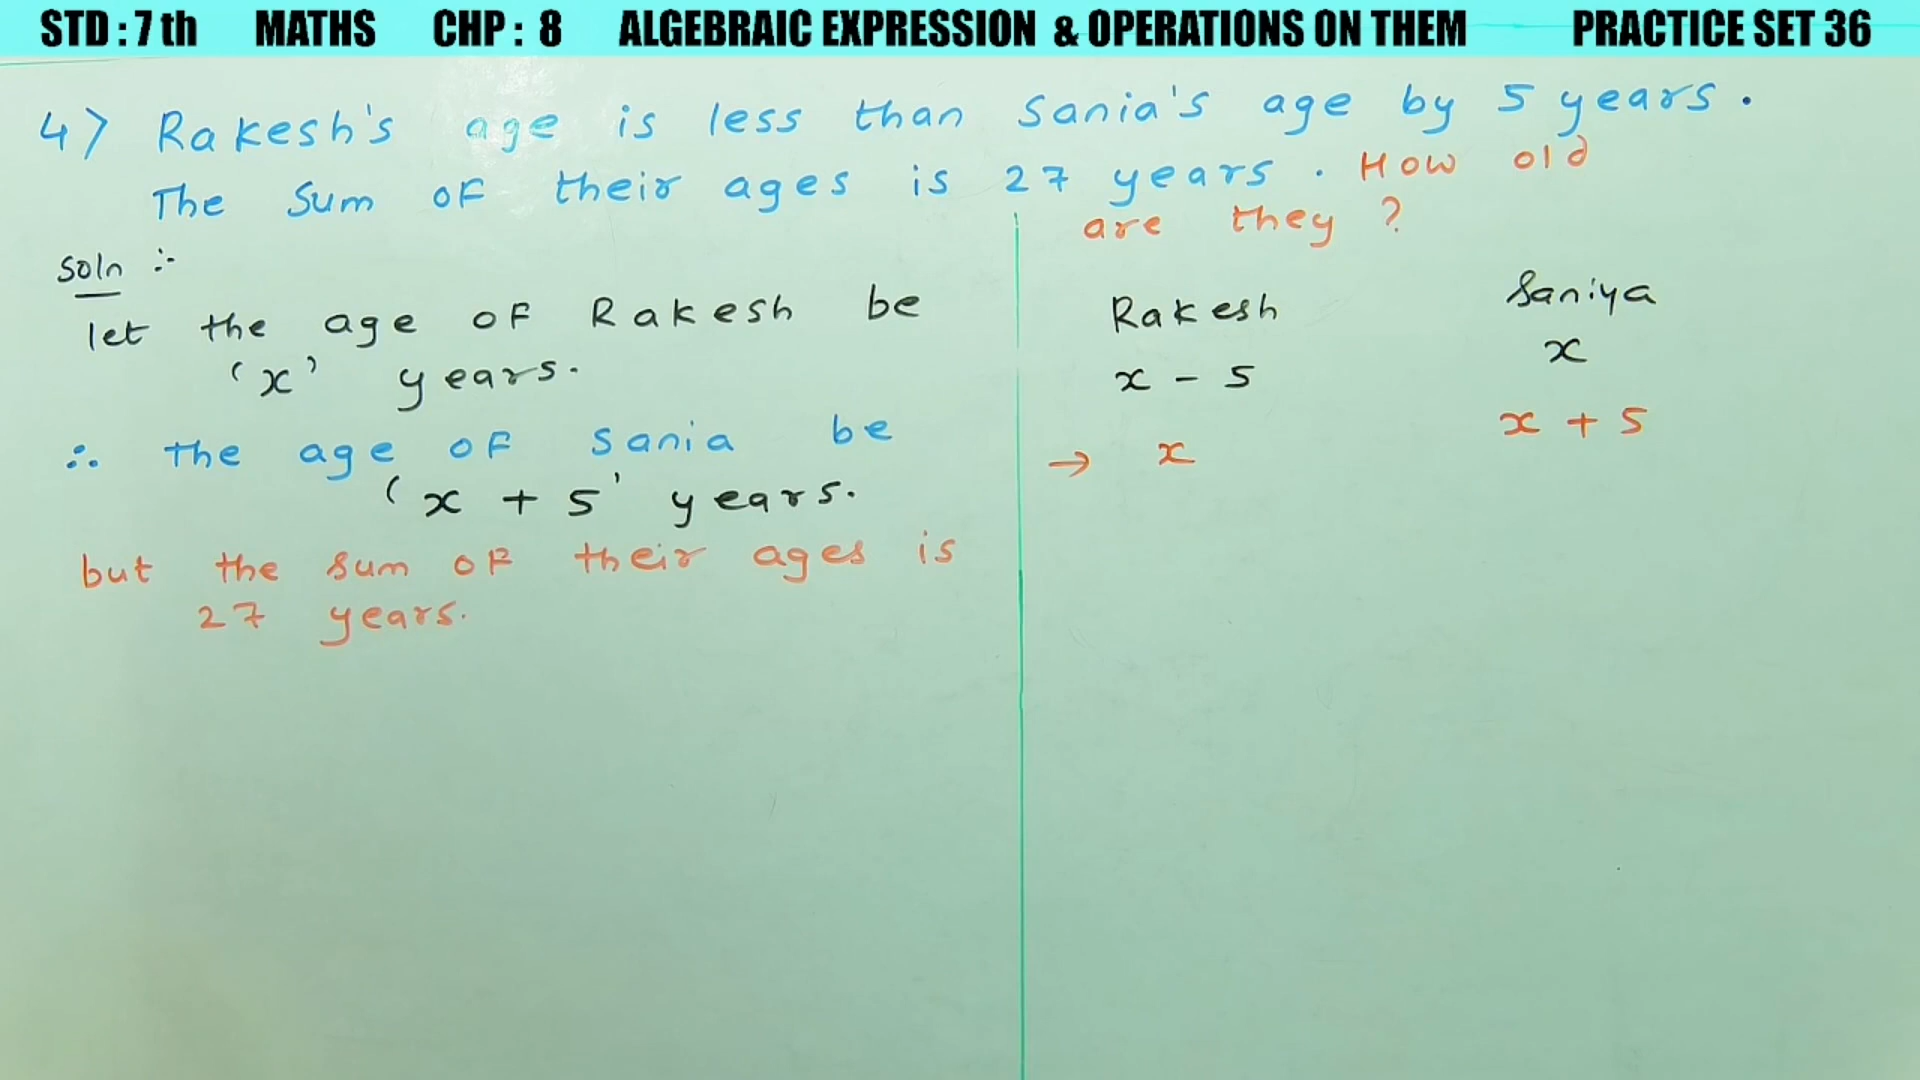 STD : 7 th MATHS CHP : 8 ALGEBRAIC EXPRESSION & OPERATIONS ON THEM PRACTICE SET 36
4) Rakesh's age is less than Sania's age by 5 years.
The sum of their ages is 27 years. How old
are they ?
Soln :-
let the age of Rakesh be
'x' years.
∴ the age of Sania be
'x + 5' years.
but the sum of their ages is
27 years.
Rakesh Saniya
x - 5 x
→ x x + 5